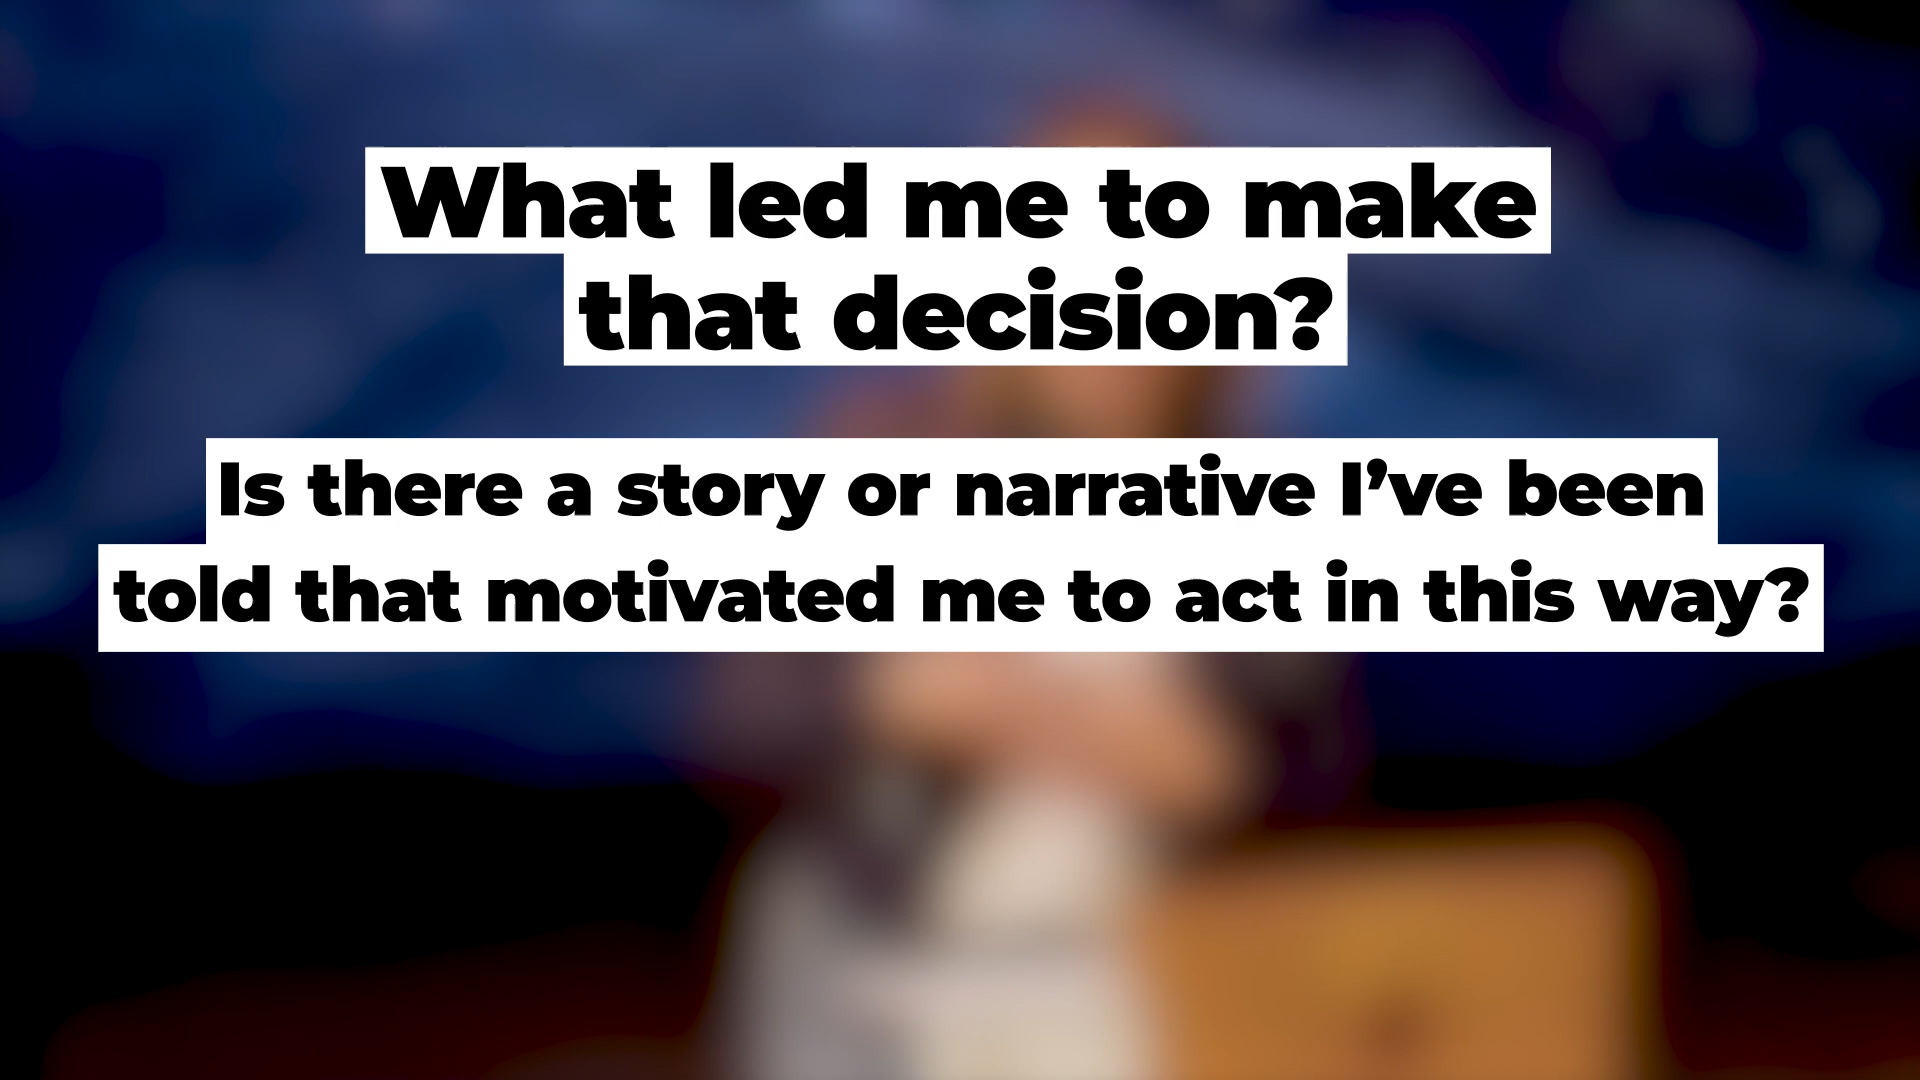 What led me to make
that decision?
Is there a story or narrative I’ve been
told that motivated me to act in this way?